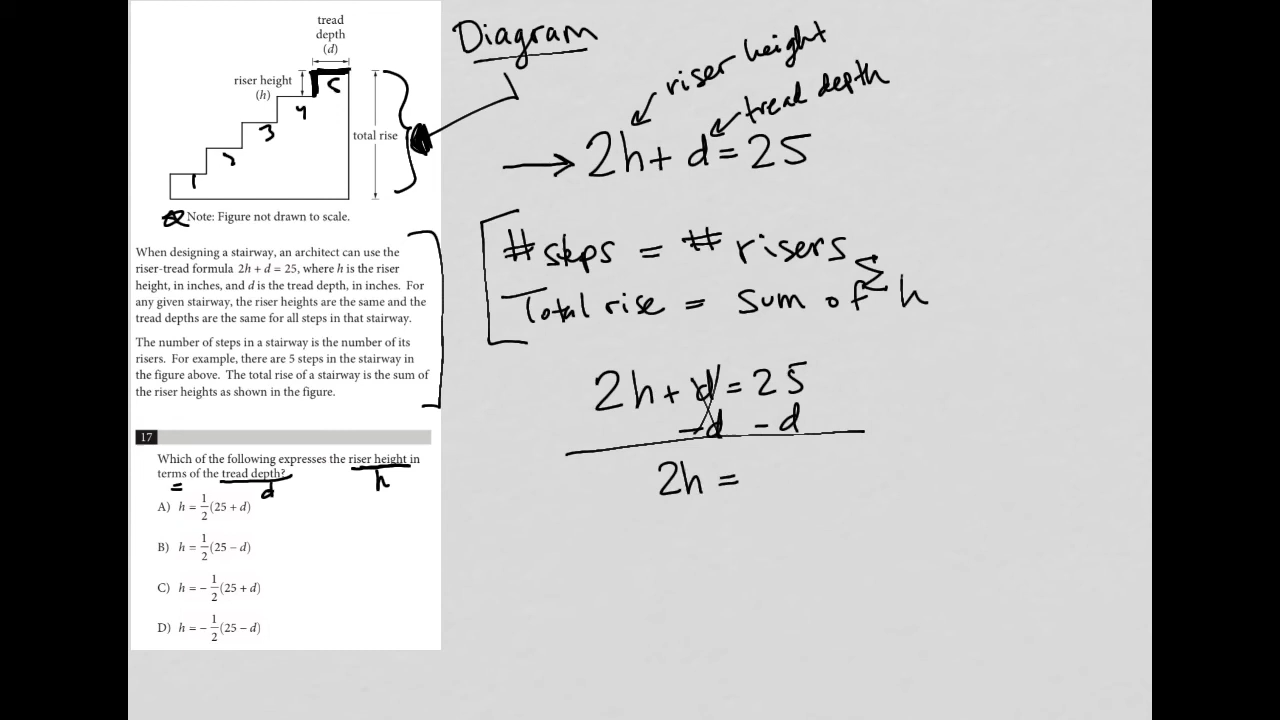 tread
depth
(d)
riser height
(h)
total rise
1
2
3
4
5
Note: Figure not drawn to scale.
When designing a stairway, an architect can use the
riser-tread formula 2h + d = 25, where h is the riser
height, in inches, and d is the tread depth, in inches. For
any given stairway, the riser heights are the same and the
tread depths are the same for all steps in that stairway.
The number of steps in a stairway is the number of its
risers. For example, there are 5 steps in the stairway in
the figure above. The total rise of a stairway is the sum of
the riser heights as shown in the figure.
17
Which of the following expresses the riser height in
terms of the tread depth?
= d h
A) h = 1/2 (25 + d)
B) h = 1/2 (25 − d)
C) h = − 1/2 (25 + d)
D) h = − 1/2 (25 − d)
Diagram
riser height
tread depth
→ 2h + d = 25
# steps = # risers
Total rise = sum of h
2h + d = 25
- d - d
2h =